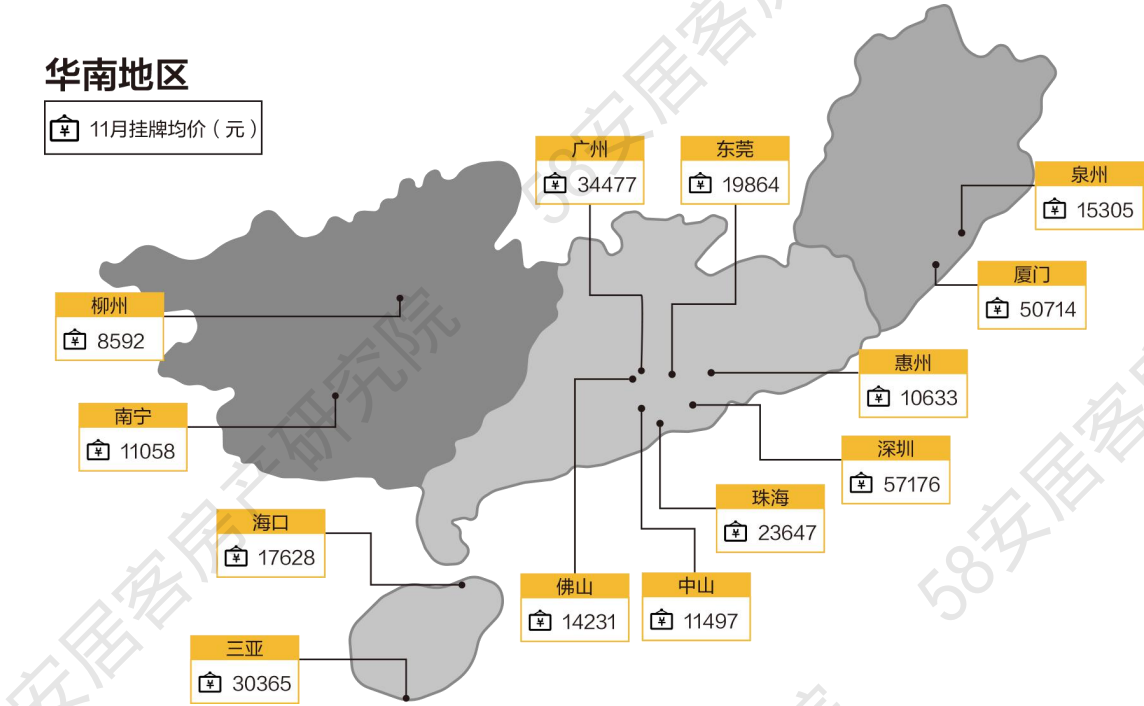 华南地区
¥ 11月挂牌均价（元）
广州
¥ 34477
东莞
¥ 19864
泉州
¥ 15305
厦门
¥ 50714
柳州
¥ 8592
惠州
¥ 10633
南宁
¥ 11058
深圳
¥ 57176
珠海
¥ 23647
海口
¥ 17628
佛山
¥ 14231
中山
¥ 11497
三亚
¥ 30365
58安居客房
安居客房产研究院
58安居客房